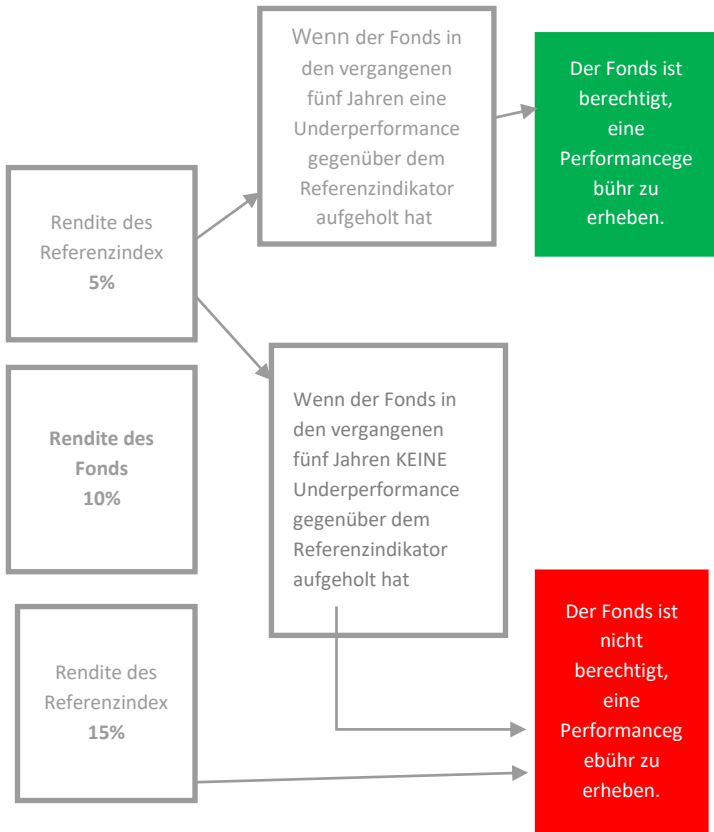 Wenn der Fonds in
den vergangenen
fünf Jahren eine
Underperformance
gegenüber dem
Referenzindikator
aufgeholt hat
Der Fonds ist
berechtigt,
eine
Performancege
bühr zu
erheben.
Rendite des
Referenzindex
5%
Rendite des
Fonds
10%
Wenn der Fonds in
den vergangenen
fünf Jahren KEINE
Underperformance
gegenüber dem
Referenzindikator
aufgeholt hat
Rendite des
Referenzindex
15%
Der Fonds ist
nicht
berechtigt,
eine
Performanceg
ebühr zu
erheben.